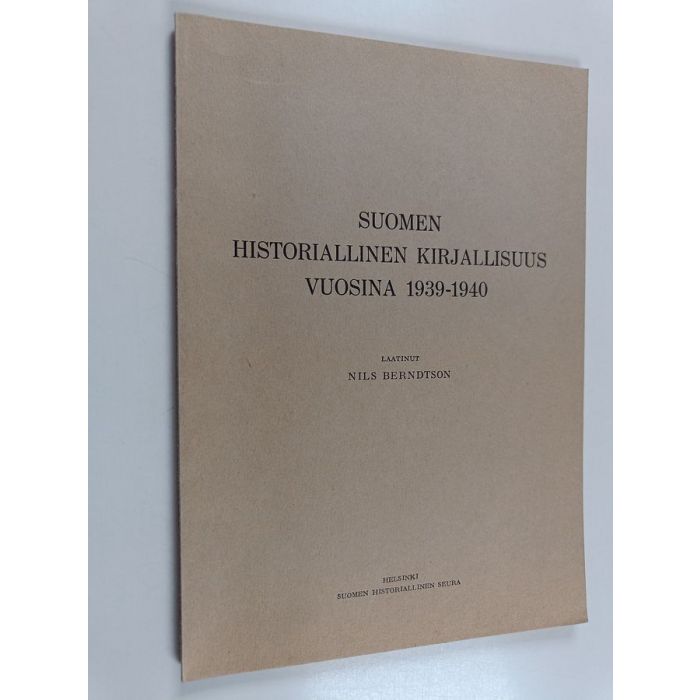 SUOMEN
HISTORIALLINEN KIRJALLISUUS
VUOSINA 1939-1940
LAATINUT
NILS BERNDTSON
HELSINKI
SUOMEN HISTORIALLINEN SEURA